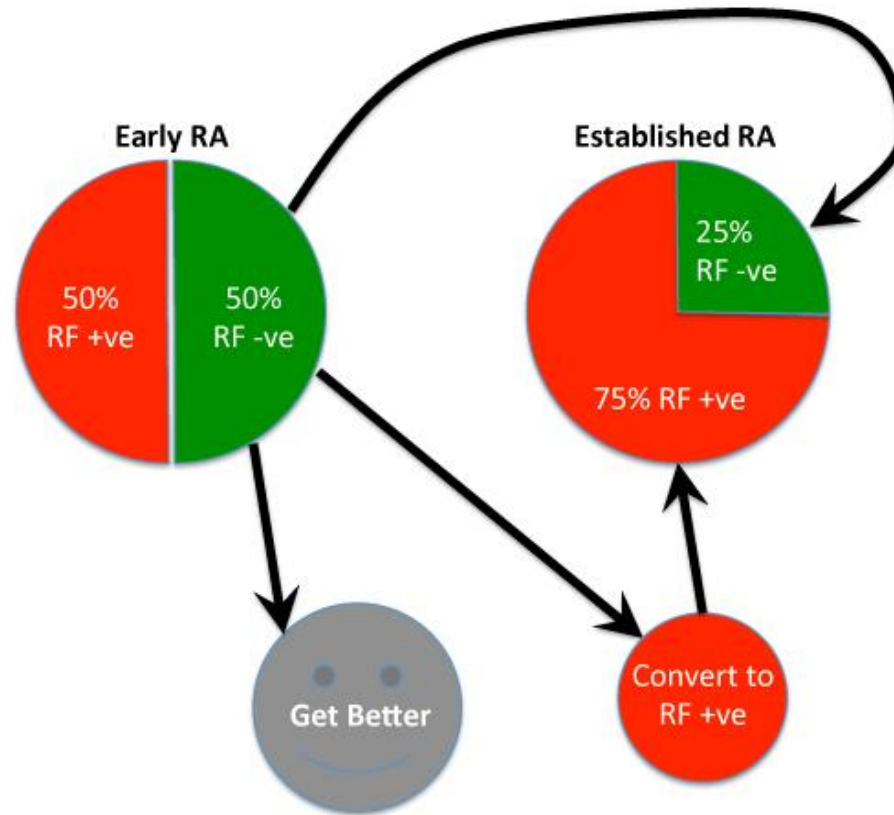 Early RA
Established RA
50%
RF +ve
50%
RF -ve
25%
RF -ve
75% RF +ve
Get Better
Convert to
RF +ve